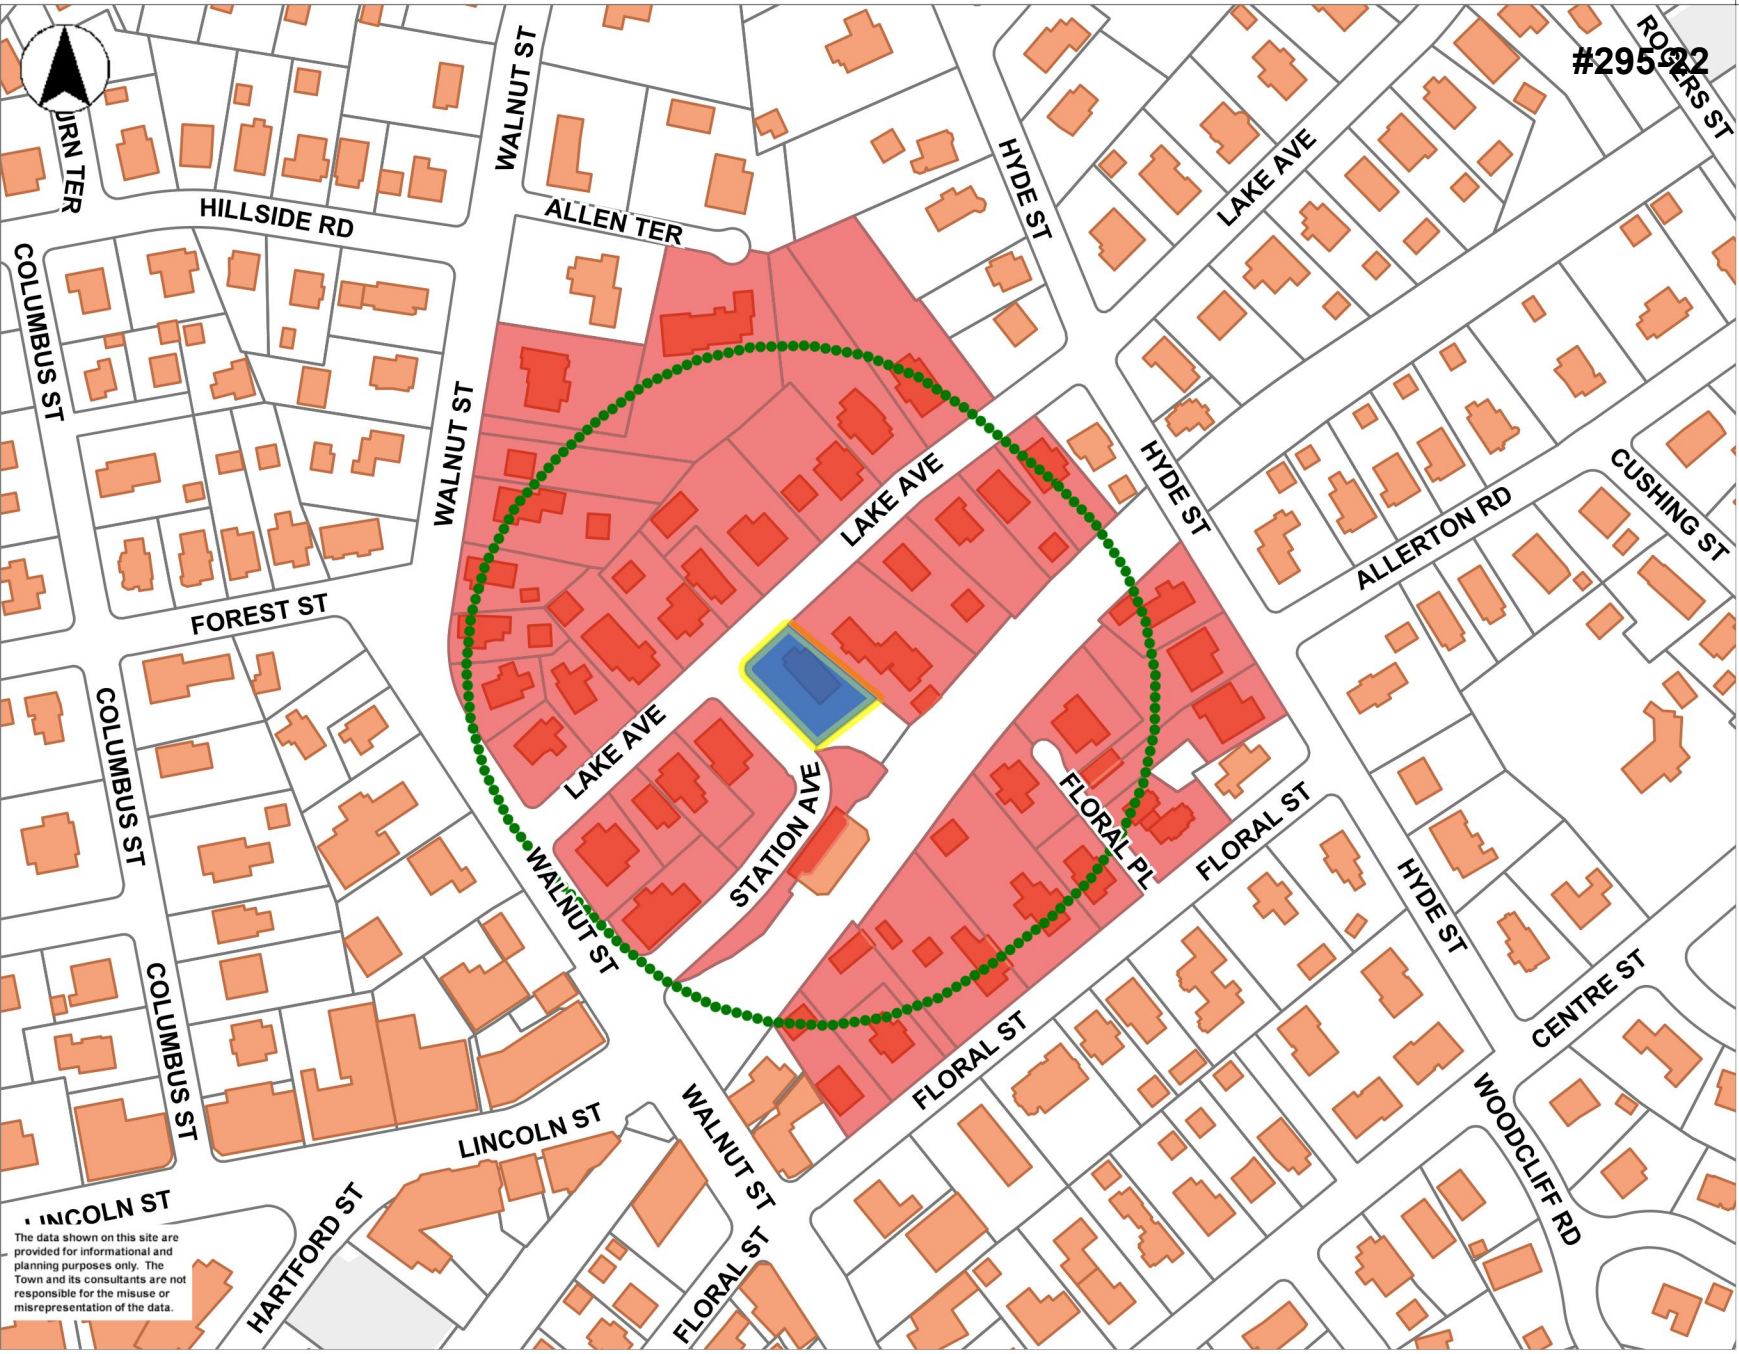 #295-22
ROGERS ST
WALNUT ST
URN TER
HILLSIDE RD
ALLEN TER
HYDE ST
LAKE AVE
COLUMBUS ST
WALNUT ST
LAKE AVE
HYDE ST
CUSHING ST
ALLERTON RD
FOREST ST
COLUMBUS ST
LAKE AVE
STATION AVE
FLORAL PL
FLORAL ST
WALNUT ST
HYDE ST
COLUMBUS ST
CENTRE ST
FLORAL ST
WALNUT ST
WOODCLIFF RD
LINCOLN ST
LINCOLN ST
HARTFORD ST
FLORAL ST
The data shown on this site are
provided for informational and
planning purposes only. The
Town and its consultants are not
responsible for the misuse or
misrepresentation of the data.